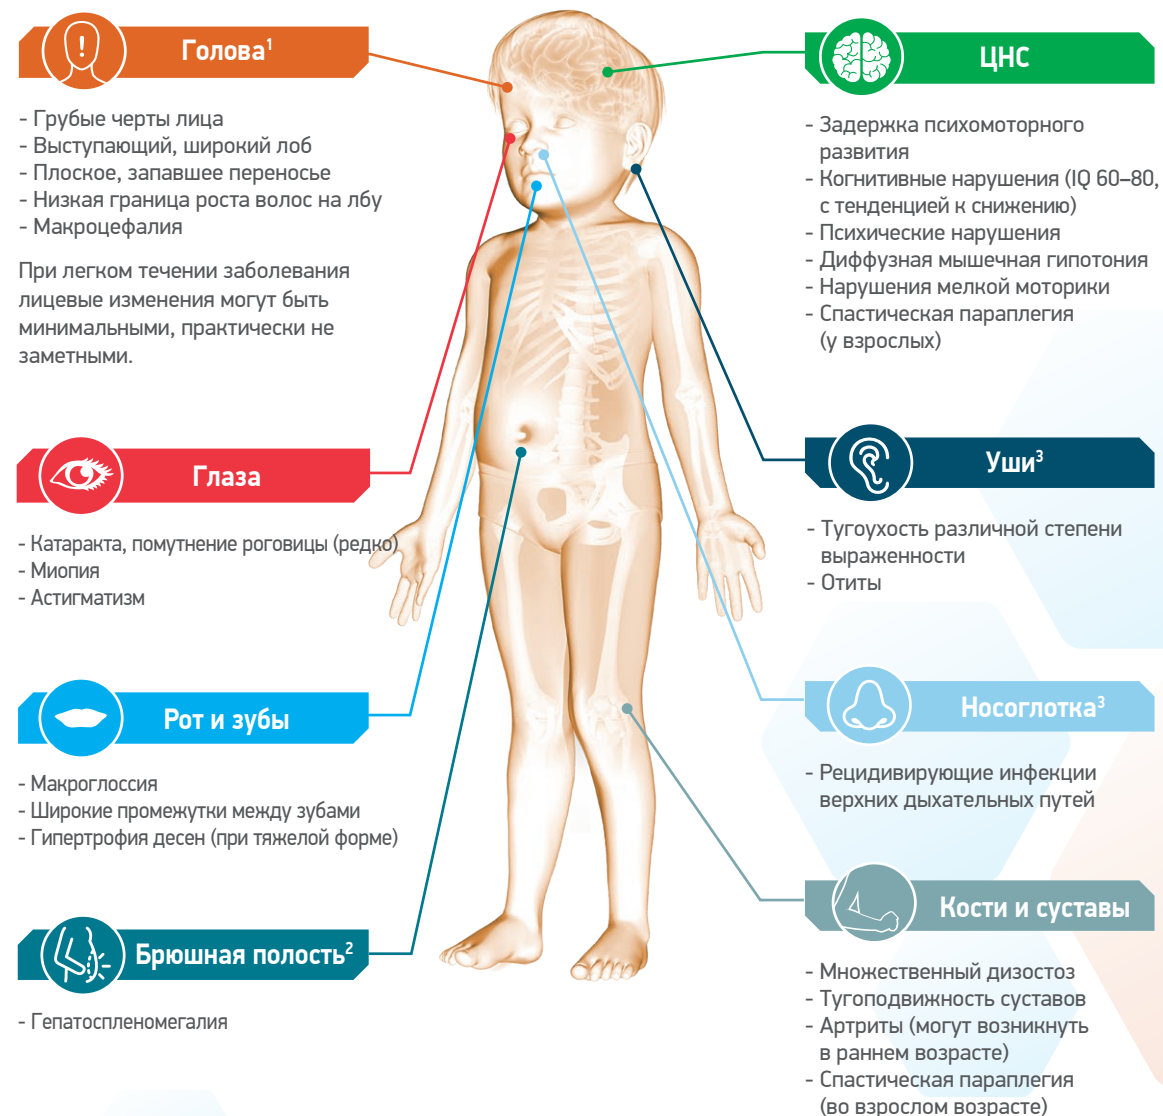 Голова¹
- Грубые черты лица
- Выступающий, широкий лоб
- Плоское, запавшее переносье
- Низкая граница роста волос на лбу
- Макроцефалия
При легком течении заболевания
лицевые изменения могут быть
минимальными, практически не
заметными.
Глаза
- Катаракта, помутнение роговицы (редко)
- Миопия
- Астигматизм
Рот и зубы
- Макроглоссия
- Широкие промежутки между зубами
- Гипертрофия десен (при тяжелой форме)
Брюшная полость²
- Гепатоспленомегалия
ЦНС
- Задержка психомоторного
развития
- Когнитивные нарушения (IQ 60–80,
с тенденцией к снижению)
- Психические нарушения
- Диффузная мышечная гипотония
- Нарушения мелкой моторики
- Спастическая параплегия
(у взрослых)
Уши³
- Тугоухость различной степени
выраженности
- Отиты
Носоглотка³
- Рецидивирующие инфекции
верхних дыхательных путей
Кости и суставы
- Множественный дизостоз
- Тугоподвижность суставов
- Артриты (могут возникнуть
в раннем возрасте)
- Спастическая параплегия
(во взрослом возрасте)